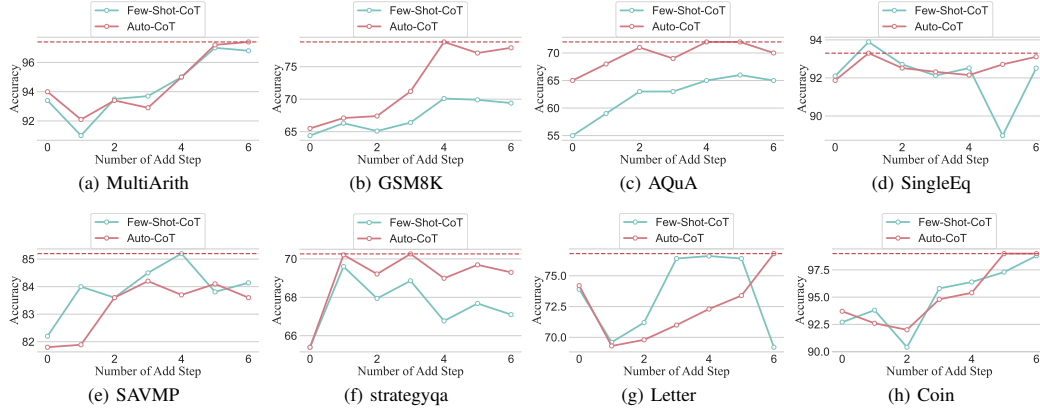 Few-Shot-CoT
Auto-CoT
Accuracy
96
94
92
0 2 4 6
Number of Add Step
(a) MultiArith
Few-Shot-CoT
Auto-CoT
Accuracy
75
70
65
0 2 4 6
Number of Add Step
(b) GSM8K
Few-Shot-CoT
Auto-CoT
Accuracy
70
65
60
55
0 2 4 6
Number of Add Step
(c) AQuA
Few-Shot-CoT
Auto-CoT
Accuracy
94
92
90
0 2 4 6
Number of Add Step
(d) SingleEq
Few-Shot-CoT
Auto-CoT
Accuracy
85
84
83
82
0 2 4 6
Number of Add Step
(e) SAVMP
Few-Shot-CoT
Auto-CoT
Accuracy
70
68
66
0 2 4 6
Number of Add Step
(f) strategyqa
Few-Shot-CoT
Auto-CoT
Accuracy
75.0
72.5
70.0
0 2 4 6
Number of Add Step
(g) Letter
Few-Shot-CoT
Auto-CoT
Accuracy
97.5
95.0
92.5
90.0
0 2 4 6
Number of Add Step
(h) Coin